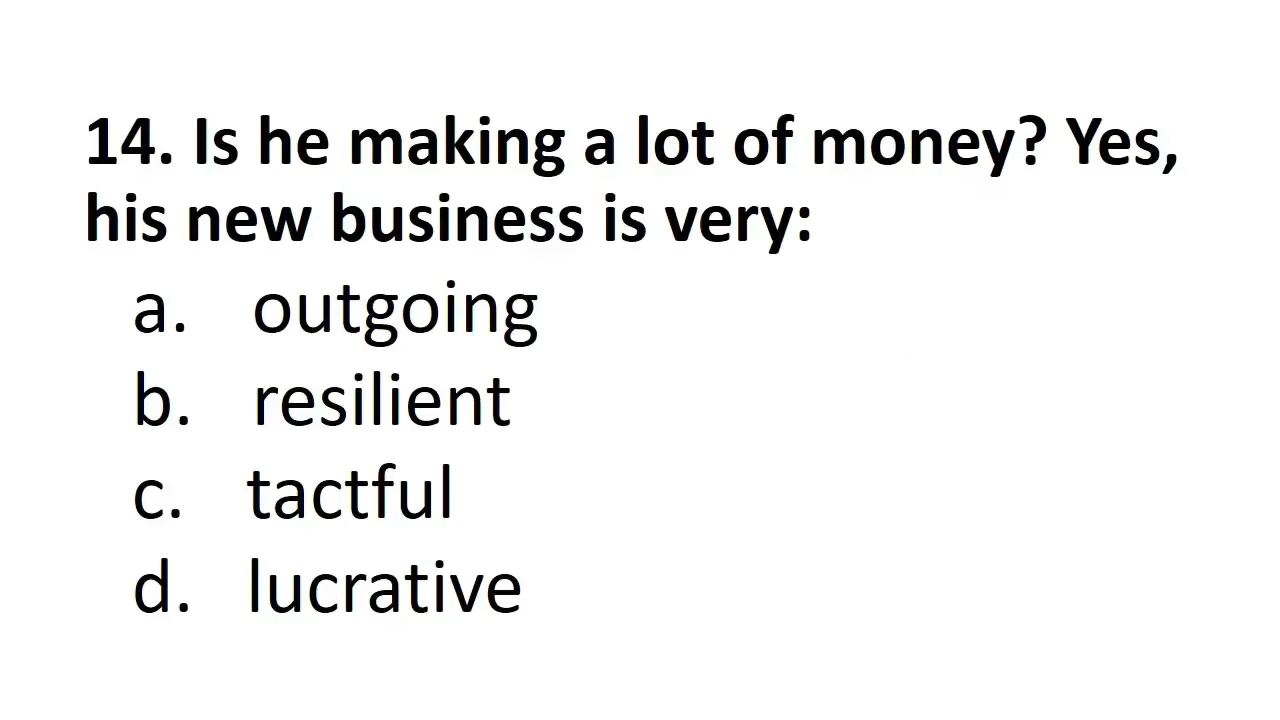 14. Is he making a lot of money? Yes,
his new business is very:
a. outgoing
b. resilient
c. tactful
d. lucrative